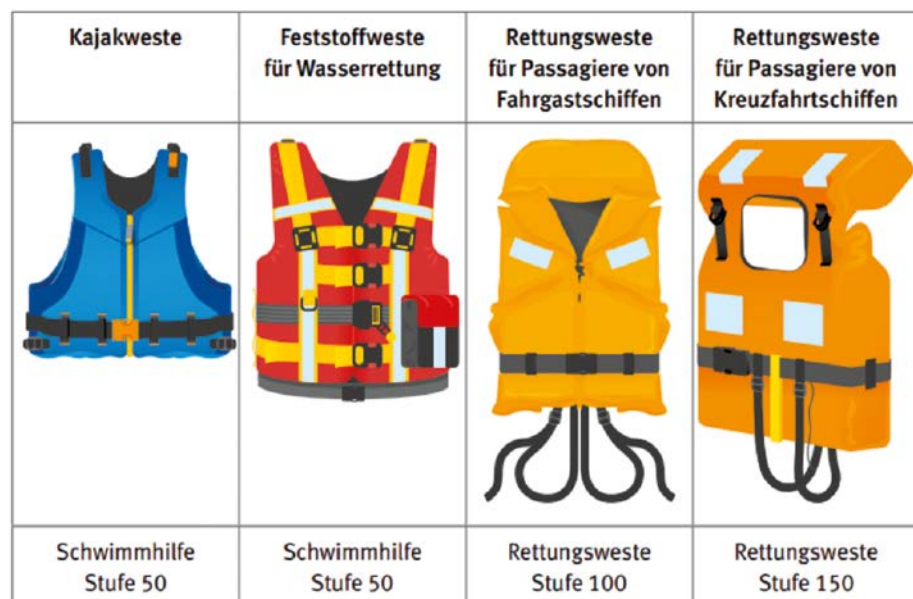 Kajakweste
Feststoffweste
für Wasserrettung
Rettungsweste
für Passagiere von
Fahrgastschiffen
Rettungsweste
für Passagiere von
Kreuzfahrtschiffen
Schwimmhilfe
Stufe 50
Schwimmhilfe
Stufe 50
Rettungsweste
Stufe 100
Rettungsweste
Stufe 150